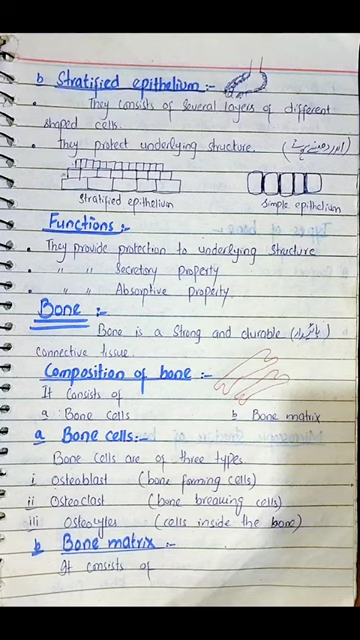 b Stratified epithelium :-
• They consists of several layers of different
shaped cells.
• They protect underlying structure.
Stratified epithelium   Simple epithelium
Functions :-
• They provide protection to underlying structure
• " " Secretory property
• " " Absorptive property.
Bone :-
Bone is a strong and durable
connective tissue.
Composition of bone :-
It consists of
a : Bone cells   b Bone matrix
a Bone cells :-
Bone cells are of three types
i Osteoblast (bone forming cells)
ii Osteoclast (bone breaking cells)
iii Osteocytes (cells inside the bone)
b Bone matrix :-
It consists of